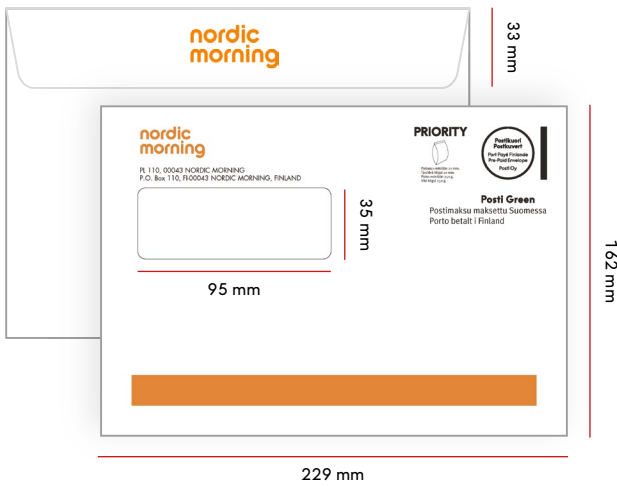 nordic
morning
33 mm
nordic
morning
PL 110, 00043 NORDIC MORNING
P.O. Box 110, FI-00043 NORDIC MORNING, FINLAND
PRIORITY
Postikuori
Postkuvert
Port Payé Finlande
Pre-Paid Envelope
Posti Oy
Posti Green
Postimaksu maksettu Suomessa
Porto betalt i Finland
35 mm
95 mm
162 mm
229 mm